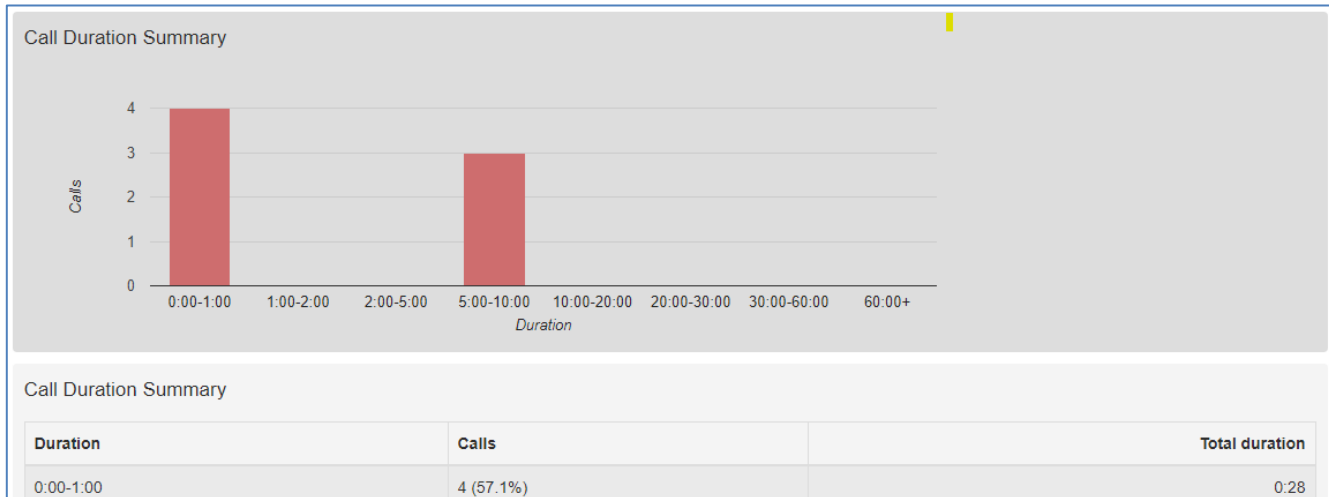 Call Duration Summary
4
3
2
1
0
Calls
0:00-1:00 1:00-2:00 2:00-5:00 5:00-10:00 10:00-20:00 20:00-30:00 30:00-60:00 60:00+
Duration
Call Duration Summary
Duration Calls Total duration
0:00-1:00 4 (57.1%) 0:28